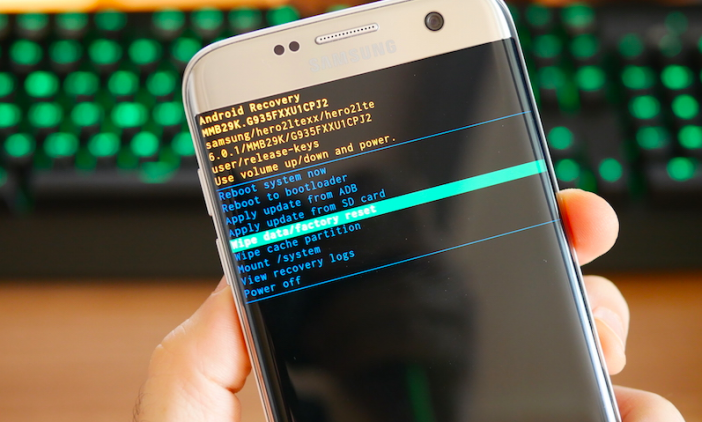 SAMSUNG
Android Recovery
MMB29K.G935FXXU1CPJ2
samsung/hero2ltexx/hero2lte
6.0.1/MMB29K/G935FXXU1CPJ2
user/release-keys
Use volume up/down and power.
Reboot system now
Reboot to bootloader
Apply update from ADB
Apply update from SD card
Wipe data/factory reset
Wipe cache partition
Mount /system
View recovery logs
Power off